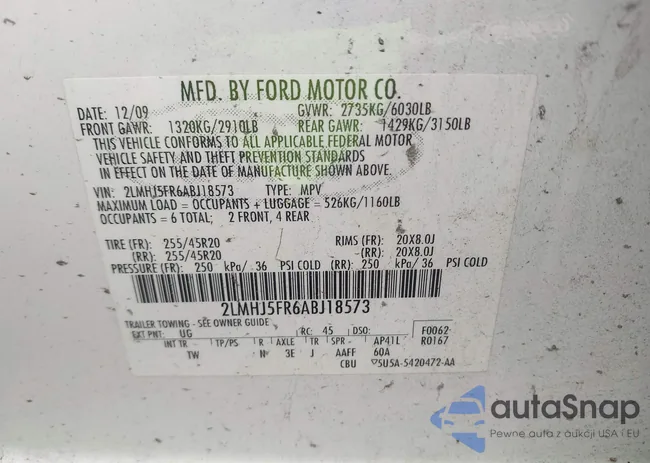 MFD. BY FORD MOTOR CO.
DATE: 12/09 GVWR: 2735KG/6030LB
FRONT GAWR: 1320KG/2910LB REAR GAWR: 1429KG/3150LB
THIS VEHICLE CONFORMS TO ALL APPLICABLE FEDERAL MOTOR
VEHICLE SAFETY AND THEFT PREVENTION STANDARDS
IN EFFECT ON THE DATE OF MANUFACTURE SHOWN ABOVE.
VIN: 2LMHJ5FR6ABJ18573 TYPE: MPV
MAXIMUM LOAD = OCCUPANTS + LUGGAGE = 526KG/1160LB
OCCUPANTS = 6 TOTAL; 2 FRONT, 4 REAR
TIRE (FR): 255/45R20 RIMS (FR): 20X8.0J
(RR): 255/45R20 (RR): 20X8.0J
PRESSURE (FR): 250 kPa/ 36 PSI COLD (RR): 250 kPa/ 36 PSI COLD
2LMHJ5FR6ABJ18573
TRAILER TOWING - SEE OWNER GUIDE
EXT PNT: UG RC: 45 DSO: F0062-
INT TR TP/PS R AXLE TR SPR AP41L R0167
TW N 3E J AAFF 60A
CBU 5U5A-5420472-AA
autaSnap
Pewne auta z aukcji USA i EU